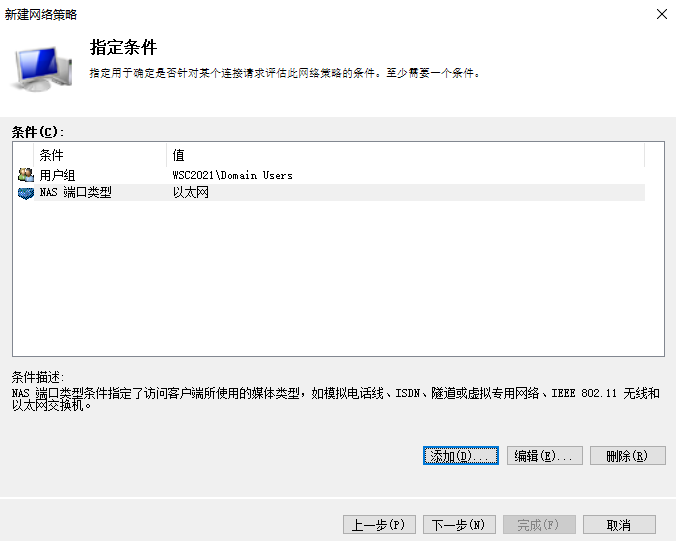 新建网络策略
指定条件
指定用于确定是否针对某个连接请求评估此网络策略的条件。至少需要一个条件。
条件(C):
条件 值
用户组 WSC2021\Domain Users
NAS 端口类型 以太网
条件描述:
NAS 端口类型条件指定了访问客户端所使用的媒体类型，如模拟电话线、ISDN、隧道或虚拟专用网络、IEEE 802.11 无线和
以太网交换机。
添加(D)... 编辑(E)... 删除(R)
上一步(P) 下一步(N) 完成(F) 取消